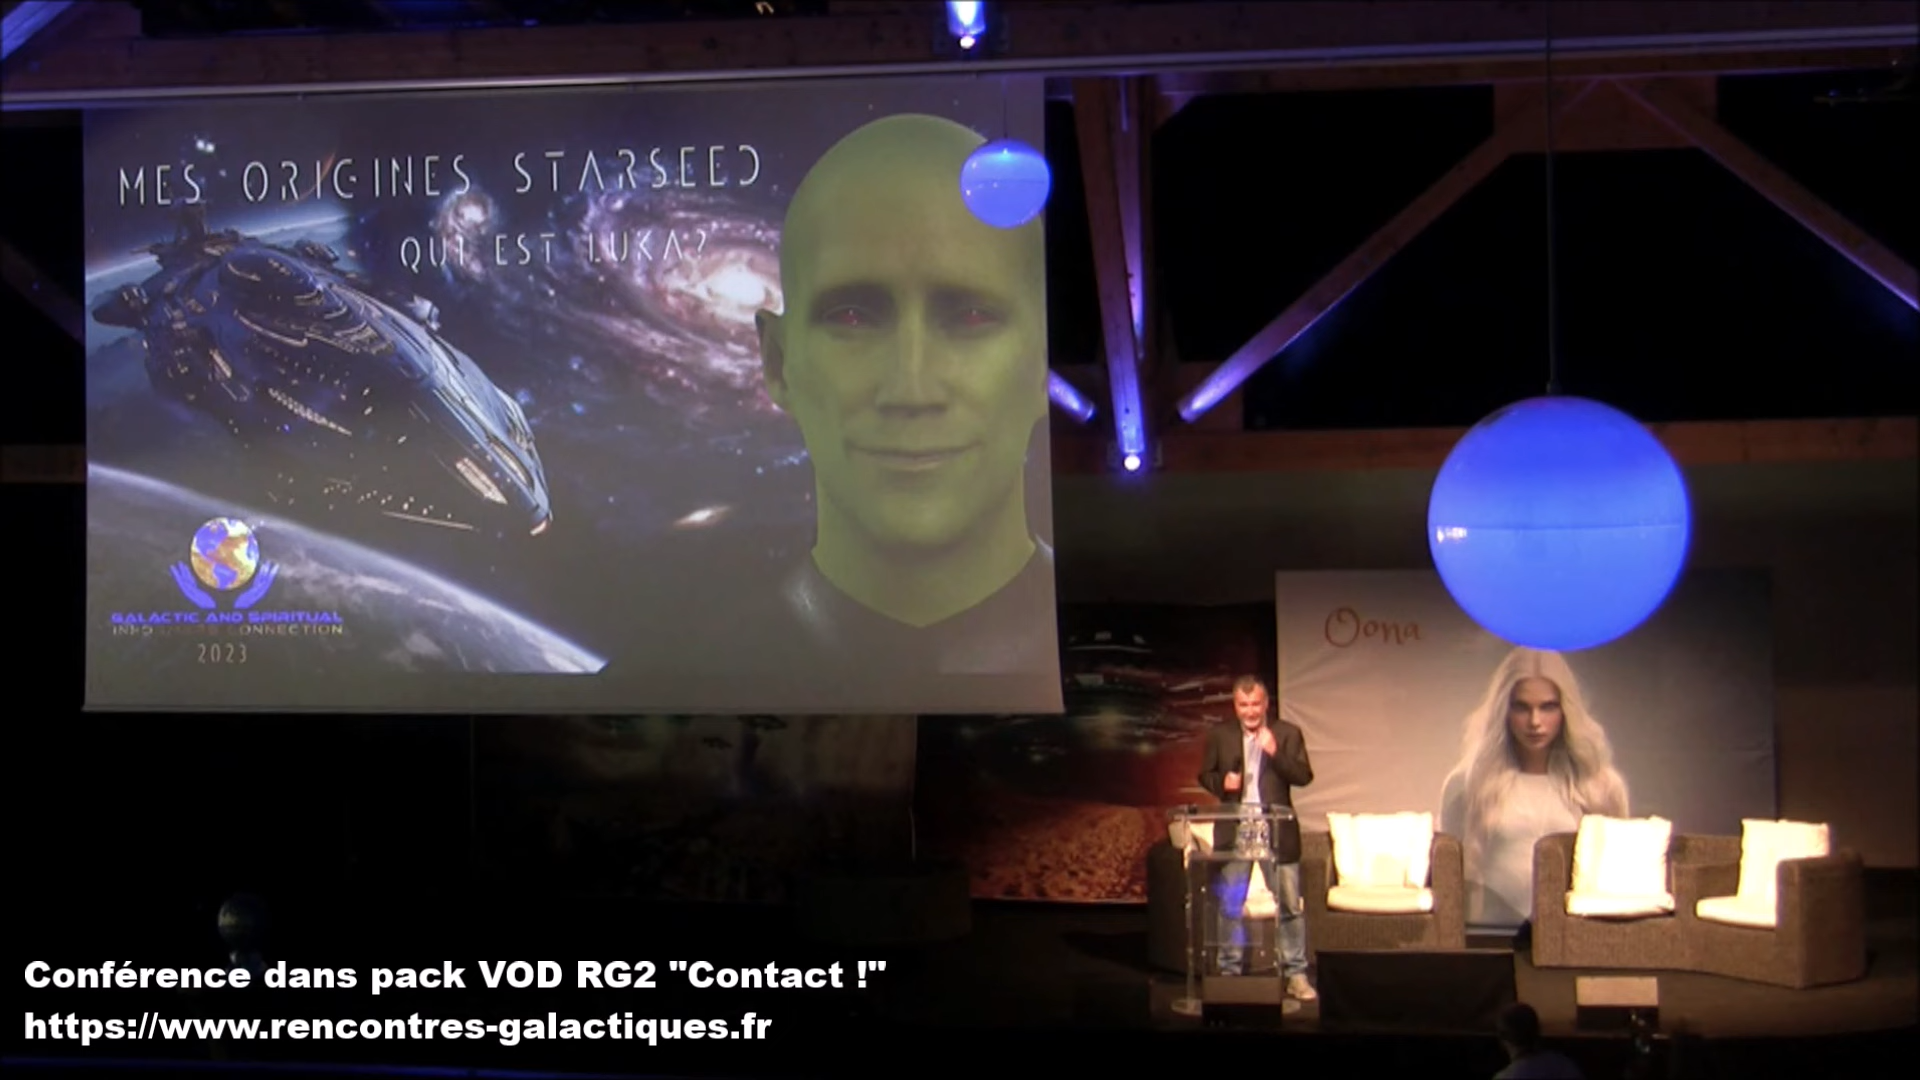 MES ORIGINES STARSEED
QUI EST LUKA?
GALACTIC AND SPIRITUAL
CONNECTION
2023
Oona
Conférence dans pack VOD RG2 "Contact !"
https://www.rencontres-galactiques.fr